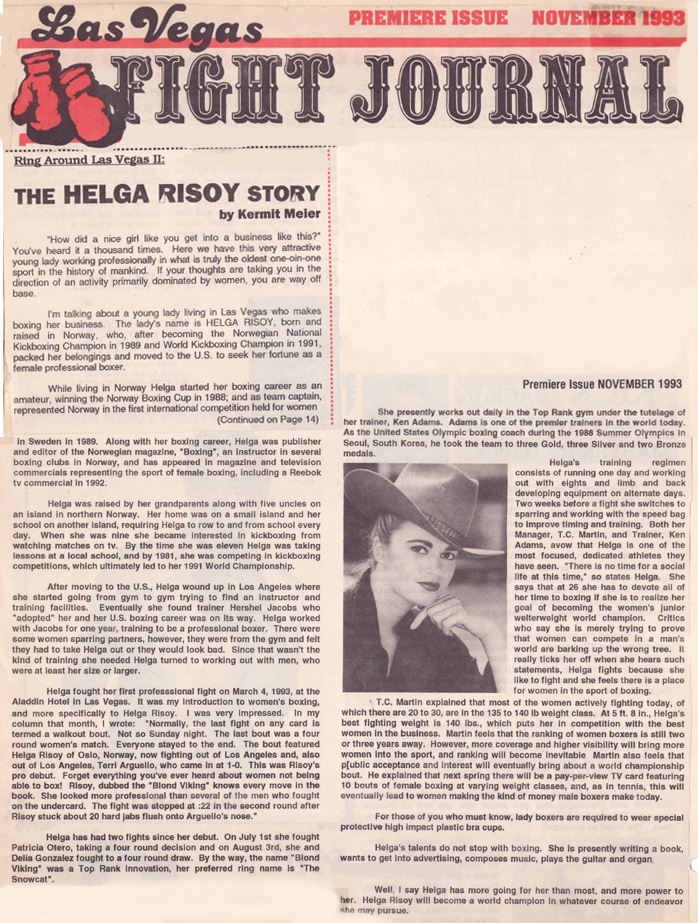 Las Vegas
PREMIERE ISSUE NOVEMBER 1993
FIGHT JOURNAL
Ring Around Las Vegas II:
THE HELGA RISOY STORY
by Kermit Meier
"How did a nice girl like you get into a business like this?"
You've heard it a thousand times. Here we have this very attractive
young lady working professionally in what is truly the oldest one-oin-one
sport in the history of mankind. If your thoughts are taking you in the
direction of an activity primarily dominated by women, you are way off
base.
I'm talking about a young lady living in Las Vegas who makes
boxing her business. The lady's name is HELGA RISOY, born and
raised in Norway, who, after becoming the Norwegian National
Kickboxing Champion in 1989 and World Kickboxing Champion in 1991,
packed her belongings and moved to the U.S. to seek her fortune as a
female professional boxer.
While living in Norway Helga started her boxing career as an
amateur, winning the Norway Boxing Cup in 1988; and as team captain,
represented Norway in the first international competition held for women
(Continued on Page 14)
in Sweden in 1989. Along with her boxing career, Helga was publisher
and editor of the Norwegian magazine, "Boxing", an instructor in several
boxing clubs in Norway, and has appeared in magazine and television
commercials representing the sport of female boxing, including a Reebok
tv commercial in 1992.
Helga was raised by her grandparents along with five uncles on
an island in northern Norway. Her home was on a small island and her
school on another island, requiring Helga to row to and from school every
day. When she was nine she became interested in kickboxing from
watching matches on tv. By the time she was eleven Helga was taking
lessons at a local school, and by 1981, she was competing in kickboxing
competitions, which ultimately led to her 1991 World Championship.
After moving to the U.S., Helga wound up in Los Angeles where
she started going from gym to gym trying to find an instructor and
training facilities. Eventually she found trainer Hershel Jacobs who
"adopted" her and her U.S. boxing career was on its way. Helga worked
with Jacobs for one year, training to be a professional boxer. There were
some women sparring partners, however, they were from the gym and felt
they had to take Helga out or they would look bad. Since that wasn't the
kind of training she needed Helga turned to working out with men, who
were at least her size or larger.
Helga fought her first professsional fight on March 4, 1993, at the
Aladdin Hotel in Las Vegas. It was my introduction to women's boxing,
and more specifically to Helga Risoy. I was very impressed. In my
column that month, I wrote: "Normally, the last fight on any card is
termed a walkout bout. Not so Sunday night. The last bout was a four
round women's match. Everyone stayed to the end. The bout featured
Helga Risoy of Oslo, Orway, now fighting out of Los Angeles and, also
out of Los Angeles, Terri Arguello, who came in at 1-0. This was Risoy's
pro debut. Forget everything you've ever heard about women not being
able to box! Risoy, dubbed the "Blond Viking" knows every move in the
book. She looked more professional than several of the men who fought
on the undercard. The fight was stopped at :22 in the second round after
Risoy stuck about 20 hard jabs flush onto Arguello's nose."
Helga has had two fights since her debut. On July 1st she fought
Patricia Otero, taking a four round decision and on August 3rd, she and
Delia Gonzalez fought to a four round draw. By the way, the name "Blond
Viking" was a Top Rank innovation, her preferred ring name is "The
Snowcat".
Premiere Issue NOVEMBER 1993
She presently works out daily in the Top Rank gym under the tutelage of
her trainer, Ken Adams. Adams is one of the premier trainers in the world today.
As the United States Olympic boxing coach during the 1988 Summer Olympics in
Seoul, South Korea, he took the team to three Gold, three Silver and two Bronze
medals.
Helga's training regimen
consists of running one day and working
out with eights and limb and back
developing equipment on alternate days.
Two weeks before a fight she switches to
sparring and working with the speed bag
to improve timing and training. Both her
Manager, T.C. Martin, and Trainer, Ken
Adams, avow that Helga is one of the
most focused, dedicated athletes they
have seen. "There is no time for a social
life at this time," so states Helga. She
says that at 26 she has to devote all of
her time to boxing if she is to realize her
goal of becoming the women's junior
welterweight world champion. Critics
who say she is merely trying to prove
that women can compete in a man's
world are barking up the wrong tree. It
really ticks her off when she hears such
statements, Helga fights because she
like to fight and she feels there is a place
for women in the sport of boxing.
T.C. Martin explained that most of the women actively fighting today, of
which there are 20 to 30, are in the 135 to 140 lb weight class. At 5 ft. 8 in., Helga's
best fighting weight is 140 lbs., which puts her in competition with the best
women in the business. Martin feels that the ranking of women boxers is still two
or three years away. However, more coverage and higher visibility will bring more
women into the sport, and ranking will become inevitable Martin also feels that
p[ublic acceptance and interest will eventually bring about a world championship
bout. He explained that next spring there will be a pay-per-view TV card featuring
10 bouts of female boxing at varying weight classes, and, as in tennis, this will
eventually lead to women making the kind of money male boxers make today.
For those of you who must know, lady boxers are required to wear special
protective high impact plastic bra cups.
Helga's talents do not stop with boxing. She is presently writing a book,
wants to get into advertising, composes music, plays the guitar and organ.
Well, I say Helga has more going for her than most, and more power to
her. Helga Risoy will become a world champion in whatever course of endeavor
she may pursue.